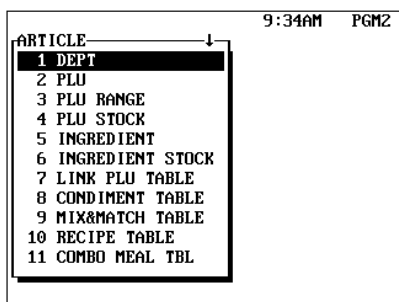 9:34AM PGM2
ARTICLE ↓
1 DEPT
2 PLU
3 PLU RANGE
4 PLU STOCK
5 INGREDIENT
6 INGREDIENT STOCK
7 LINK PLU TABLE
8 CONDIMENT TABLE
9 MIX&MATCH TABLE
10 RECIPE TABLE
11 COMBO MEAL TBL